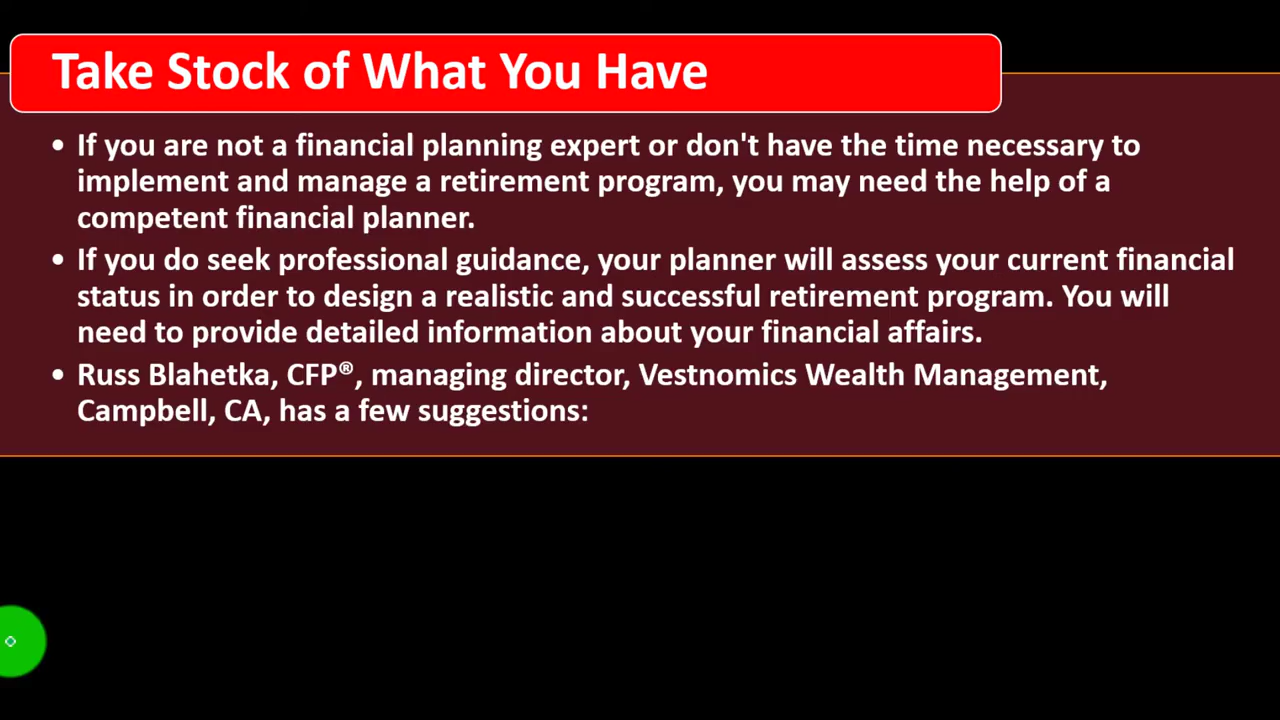 Take Stock of What You Have
• If you are not a financial planning expert or don't have the time necessary to
implement and manage a retirement program, you may need the help of a
competent financial planner.
• If you do seek professional guidance, your planner will assess your current financial
status in order to design a realistic and successful retirement program. You will
need to provide detailed information about your financial affairs.
• Russ Blahetka, CFP®, managing director, Vestnomics Wealth Management,
Campbell, CA, has a few suggestions: